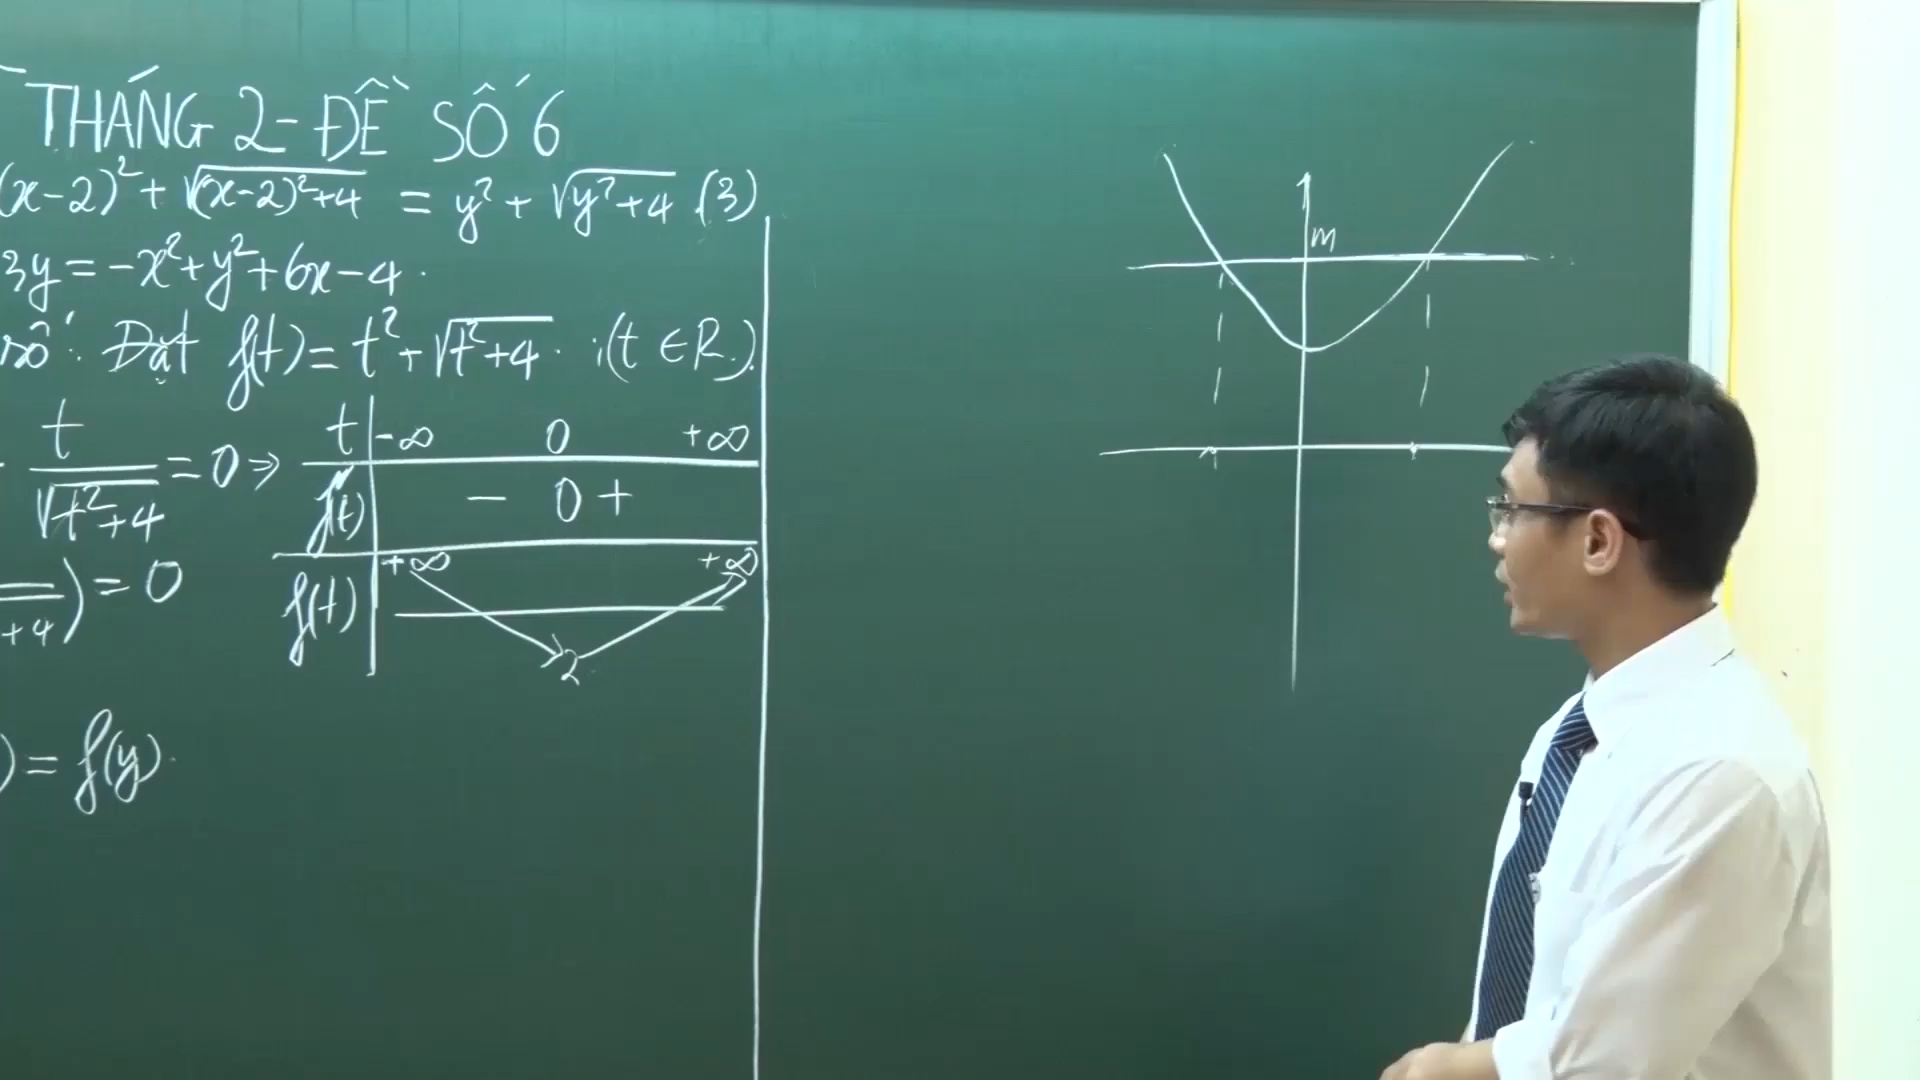 THÁNG 2 - ĐỀ SỐ 6
(x-2)² + √((x-2)²+4) = y² + √(y²+4) (3)
3y = -x² + y² + 6x - 4.
số: Đặt f(t) = t² + √(t²+4) ; (t ∈ R).
t/√(t²+4) = 0 ⇒
t -∞ 0 +∞
f'(t) - 0 +
+4) = 0
f(t) +∞ 2 +∞
) = f(y).
m